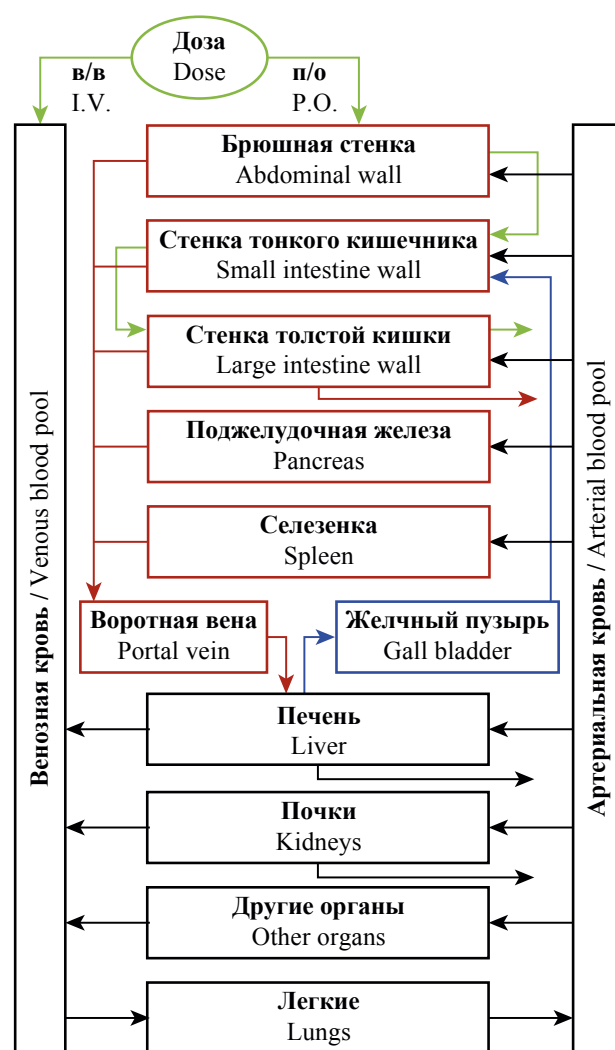 Доза
Dose
в/в
I.V.
п/о
P.O.
Брюшная стенка
Abdominal wall
Стенка тонкого кишечника
Small intestine wall
Стенка толстой кишки
Large intestine wall
Поджелудочная железа
Pancreas
Селезенка
Spleen
Воротная вена
Portal vein
Желчный пузырь
Gall bladder
Печень
Liver
Почки
Kidneys
Другие органы
Other organs
Легкие
Lungs
Венозная кровь / Venous blood pool
Артериальная кровь / Arterial blood pool